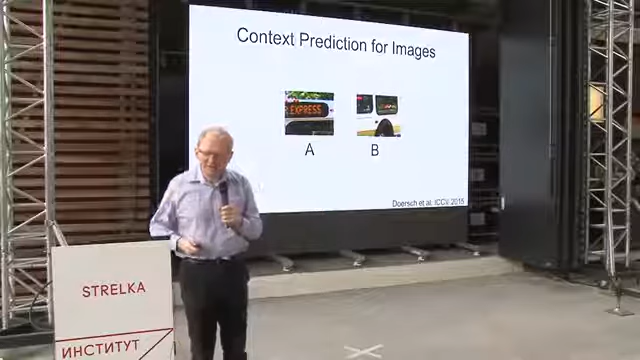 Context Prediction for Images
EXPRESS
A
B
Doersch et al. ICCV 2015
STRELKA
ИНСТИТУТ